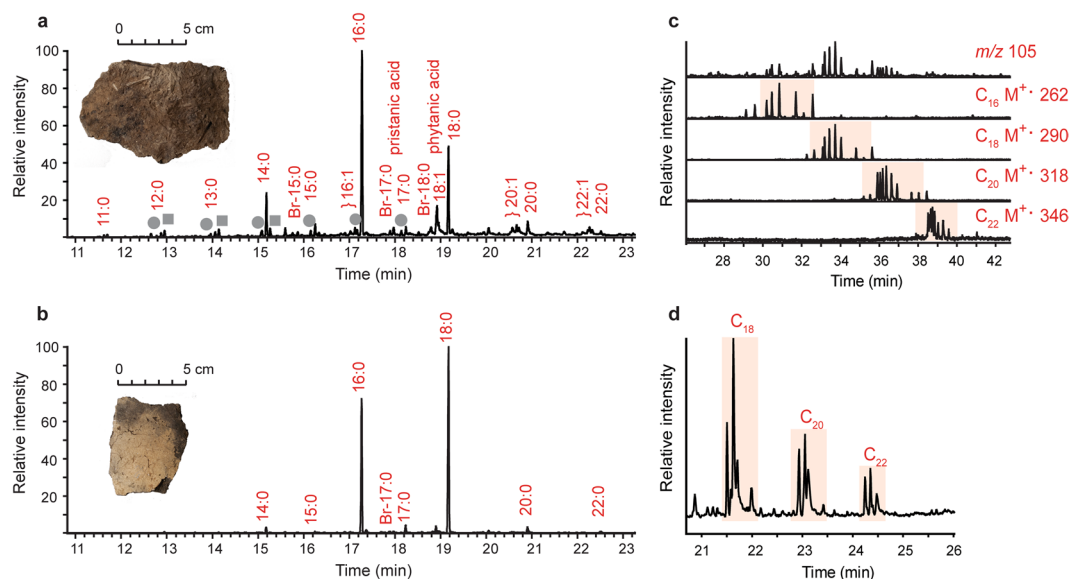 a
0 5 cm
Relative intensity
100
80
60
40
20
11:0
12:0
13:0
14:0
Br-15:0
15:0
} 16:1
16:0
Br-17:0
pristanic acid
17:0
Br-18:0
phytanic acid
18:1
18:0
} 20:1
20:0
} 22:1
22:0
11 12 13 14 15 16 17 18 19 20 21 22 23
Time (min)
b
0 5 cm
Relative intensity
100
80
60
40
20
14:0
15:0
16:0
Br-17:0
17:0
18:0
20:0
22:0
11 12 13 14 15 16 17 18 19 20 21 22 23
Time (min)
c
Relative intensity
m/z 105
C16 M+· 262
C18 M+· 290
C20 M+· 318
C22 M+· 346
28 30 32 34 36 38 40 42
Time (min)
d
Relative intensity
C18
C20
C22
21 22 23 24 25 26
Time (min)